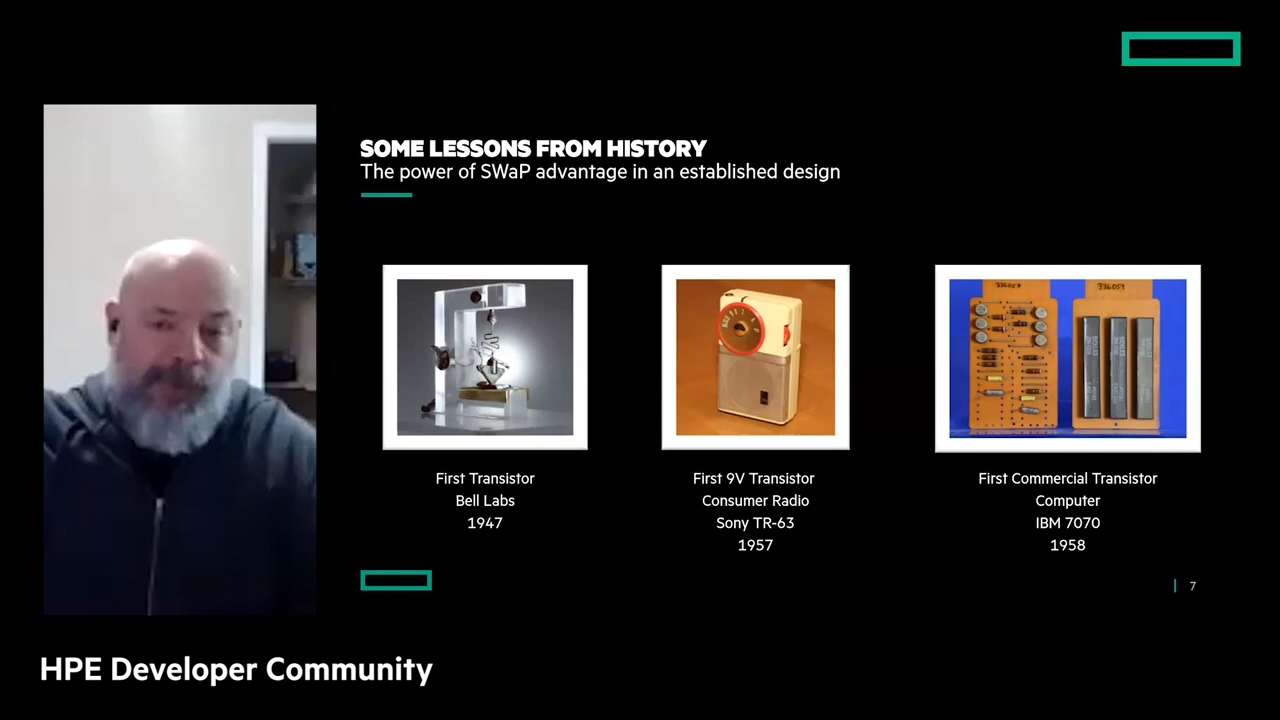 SOME LESSONS FROM HISTORY
The power of SWaP advantage in an established design
First Transistor
Bell Labs
1947
First 9V Transistor
Consumer Radio
Sony TR-63
1957
First Commercial Transistor
Computer
IBM 7070
1958
7
HPE Developer Community